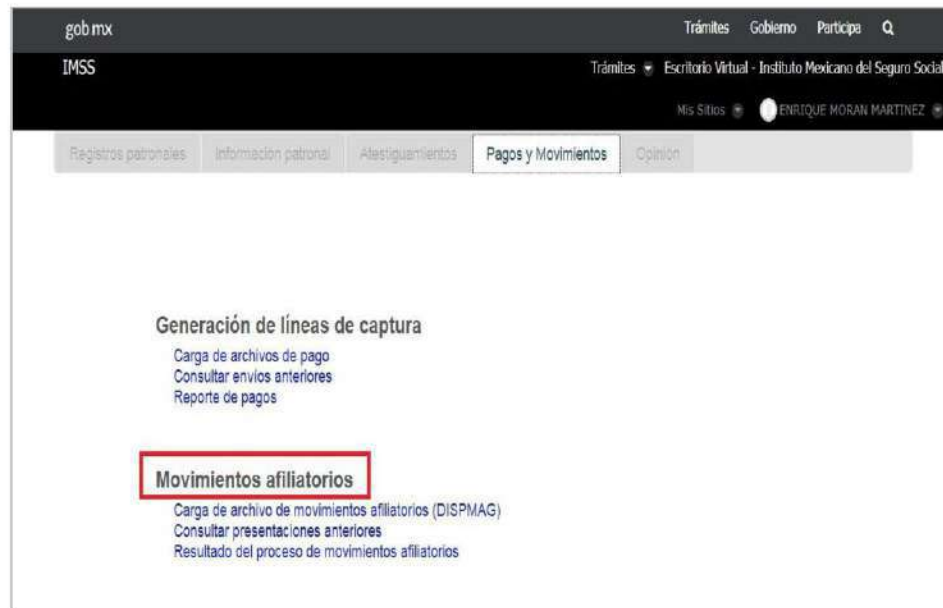 gob mx
Trámites Gobierno Participa
IMSS
Trámites Escritorio Virtual - Instituto Mexicano del Seguro Social
Mis Sitios ENRIQUE MORAN MARTINEZ
Registros patronales Información patronal Atestiguamientos Pagos y Movimientos Opinión
Generación de líneas de captura
Carga de archivos de pago
Consultar envíos anteriores
Reporte de pagos
Movimientos afiliatorios
Carga de archivo de movimientos afiliatorios (DISPMAG)
Consultar presentaciones anteriores
Resultado del proceso de movimientos afiliatorios